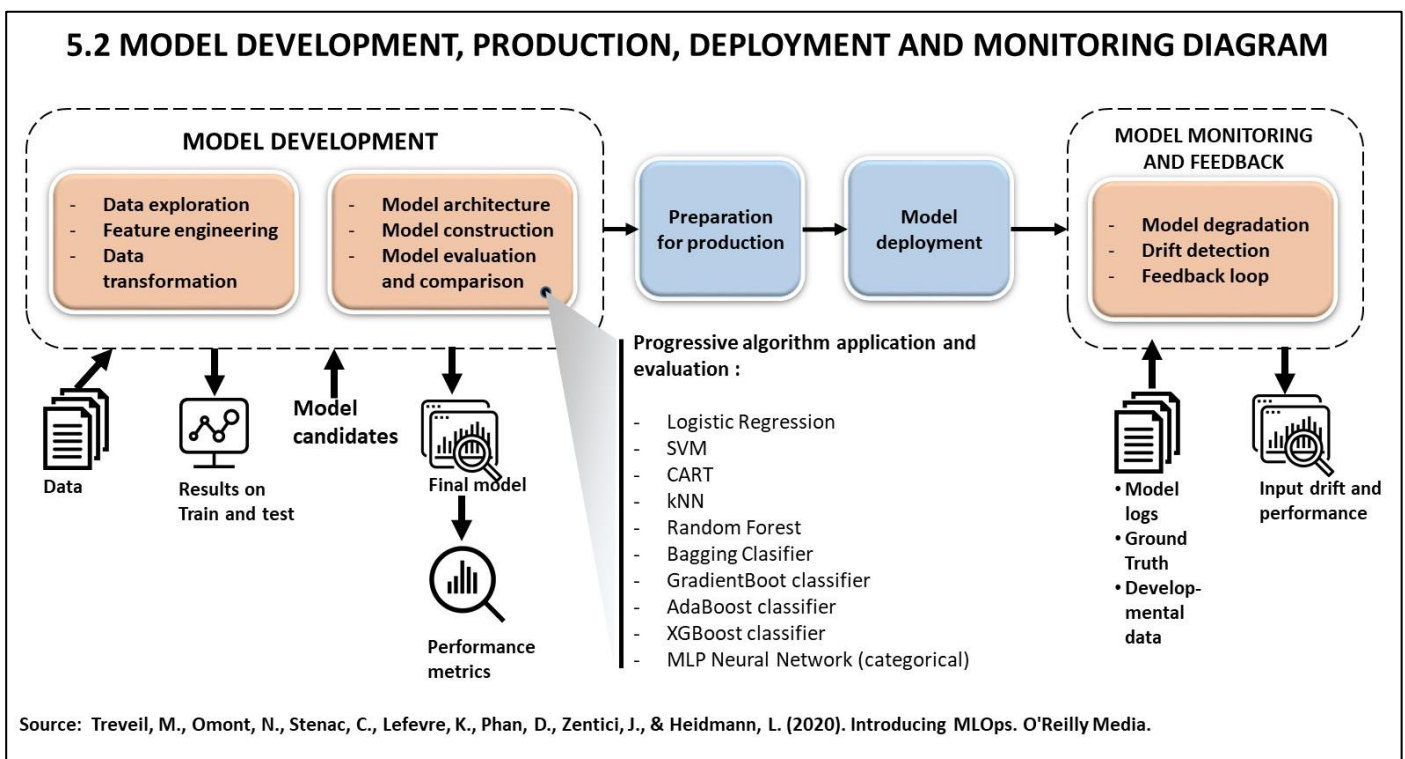 5.2 MODEL DEVELOPMENT, PRODUCTION, DEPLOYMENT AND MONITORING DIAGRAM
MODEL DEVELOPMENT
- Data exploration
- Feature engineering
- Data
transformation
- Model architecture
- Model construction
- Model evaluation
and comparison
Preparation
for production
Model
deployment
MODEL MONITORING
AND FEEDBACK
- Model degradation
- Drift detection
- Feedback loop
Data
Results on
Train and test
Model
candidates
Final model
Performance
metrics
Progressive algorithm application and
evaluation :
- Logistic Regression
- SVM
- CART
- kNN
- Random Forest
- Bagging Clasifier
- GradientBoot classifier
- AdaBoost classifier
- XGBoost classifier
- MLP Neural Network (categorical)
• Model
logs
• Ground
Truth
• Develop-
mental
data
Input drift and
performance
Source: Treveil, M., Omont, N., Stenac, C., Lefevre, K., Phan, D., Zentici, J., & Heidmann, L. (2020). Introducing MLOps. O'Reilly Media.